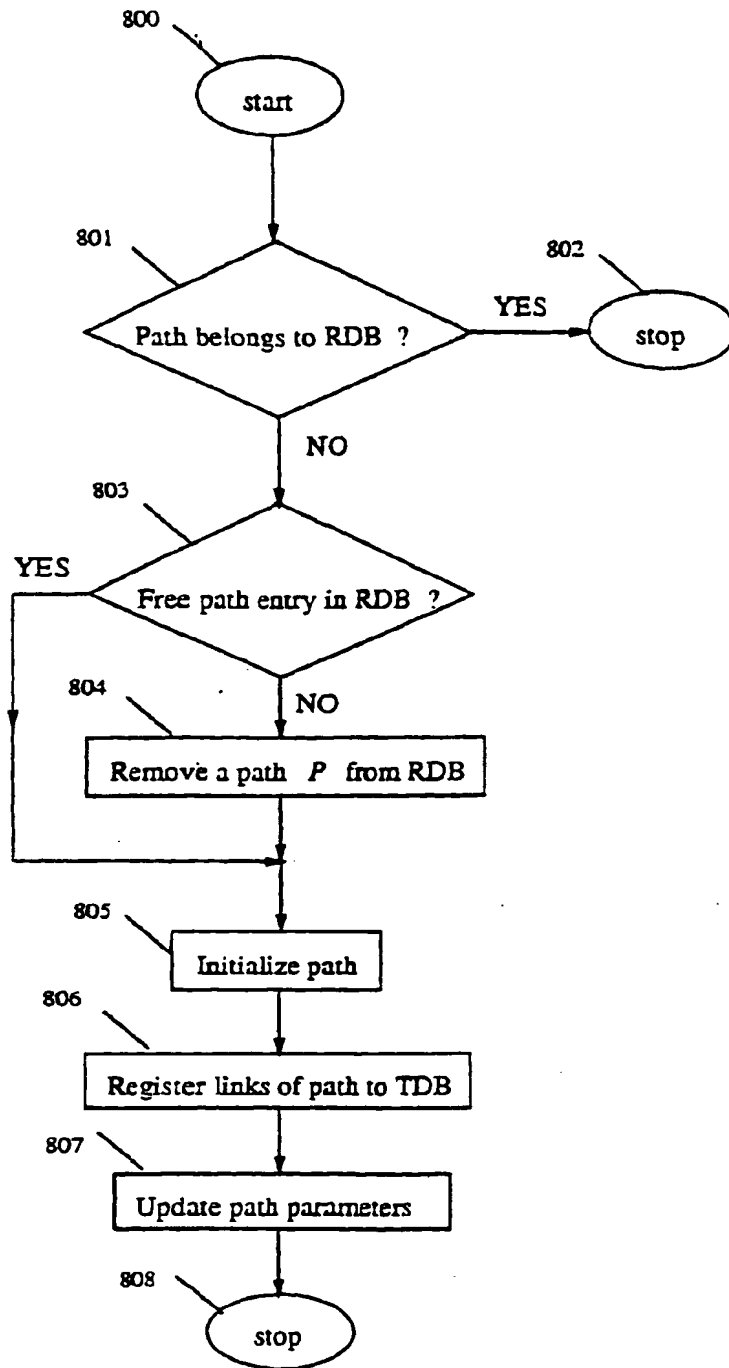 800
start
801
802
Path belongs to RDB ?
YES
stop
NO
803
YES
Free path entry in RDB ?
804
NO
Remove a path P from RDB
805
Initialize path
806
Register links of path to TDB
807
Update path parameters
808
stop